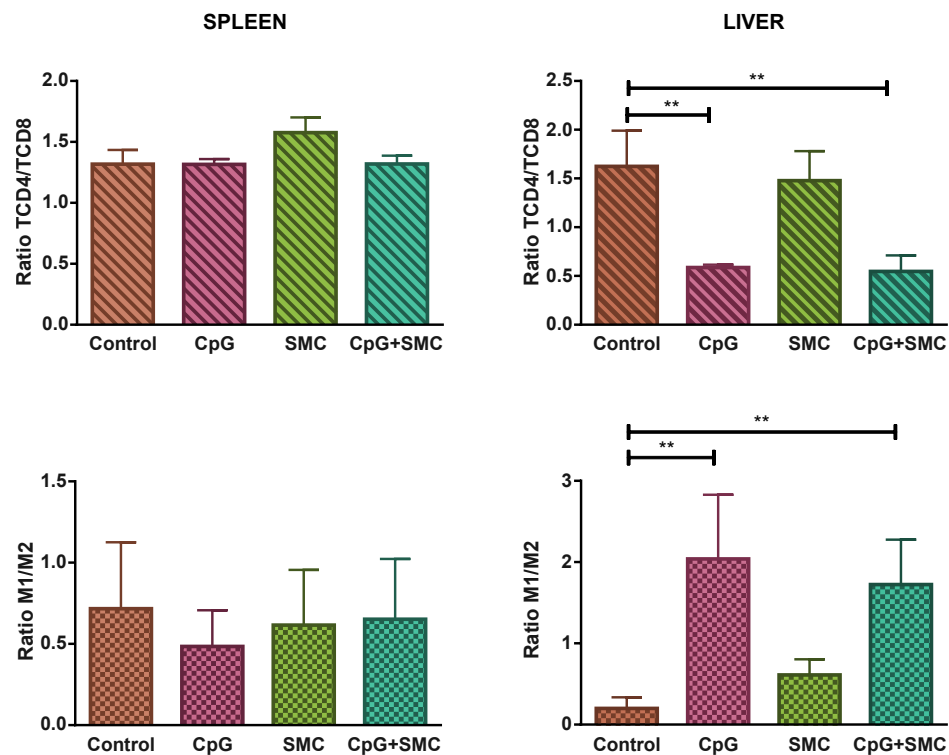 SPLEEN
LIVER
Ratio TCD4/TCD8
2.0
1.5
1.0
0.5
0.0
Control CpG SMC CpG+SMC
Ratio TCD4/TCD8
2.5
2.0
1.5
1.0
0.5
0.0
**
**
Control CpG SMC CpG+SMC
Ratio M1/M2
1.5
1.0
0.5
0.0
Control CpG SMC CpG+SMC
Ratio M1/M2
3
2
1
0
**
**
Control CpG SMC CpG+SMC